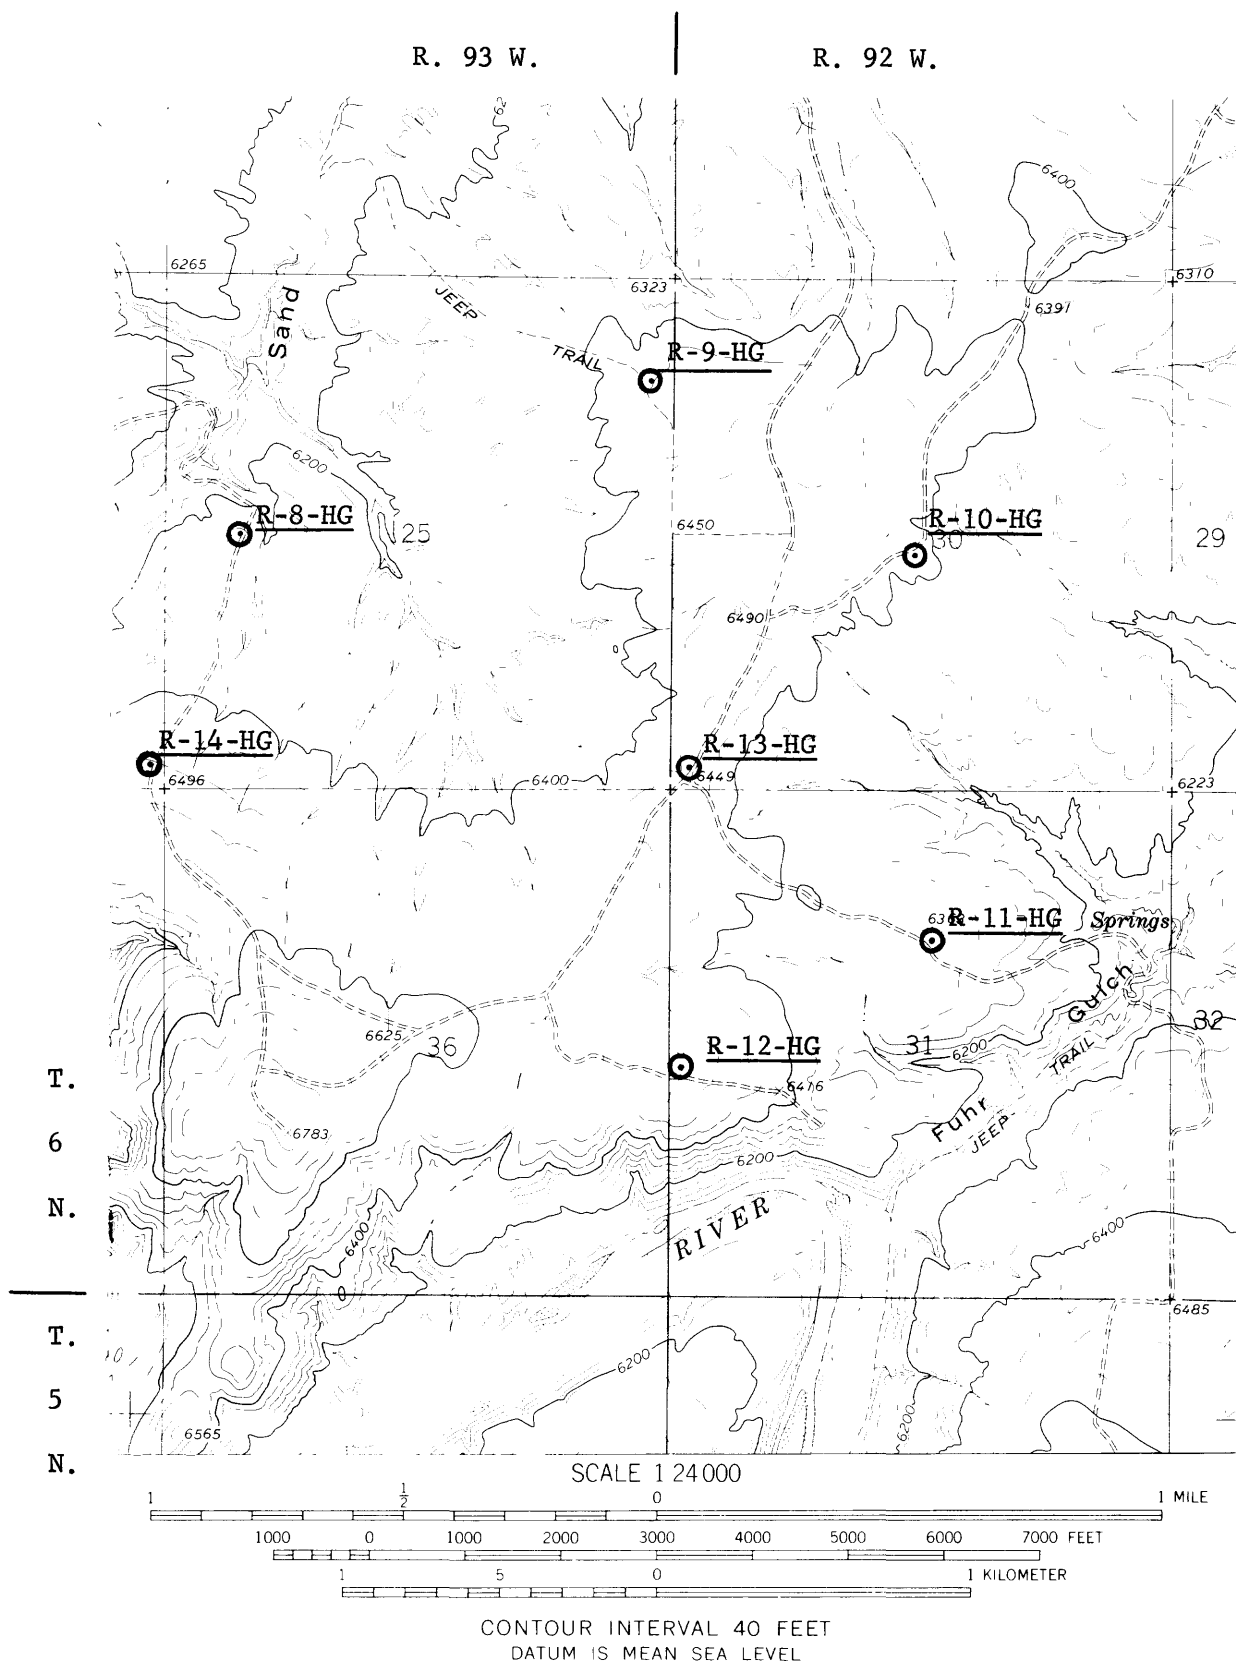 R. 93 W. R. 92 W.
62
6400
6265
6323
6310
Sand
JEEP
6391
TRAIL
R-9-HG
6200
R-8-HG
25
6450
R-10-HG
30
29
6490
R-14-HG
R-13-HG
6496
6400
6449
6223
R-11-HG
Springs
Gulch
6625
36
R-12-HG
31
6200
32
TRAIL
T.
6416
Fuhr
JEEP
6
6783
6200
N.
RIVER
6400
6400
6485
T.
6200
5
6565
6200
N.
SCALE 1 24000
1 1/2 0 1 MILE
1000 0 1000 2000 3000 4000 5000 6000 7000 FEET
1 5 0 1 KILOMETER
CONTOUR INTERVAL 40 FEET
DATUM IS MEAN SEA LEVEL